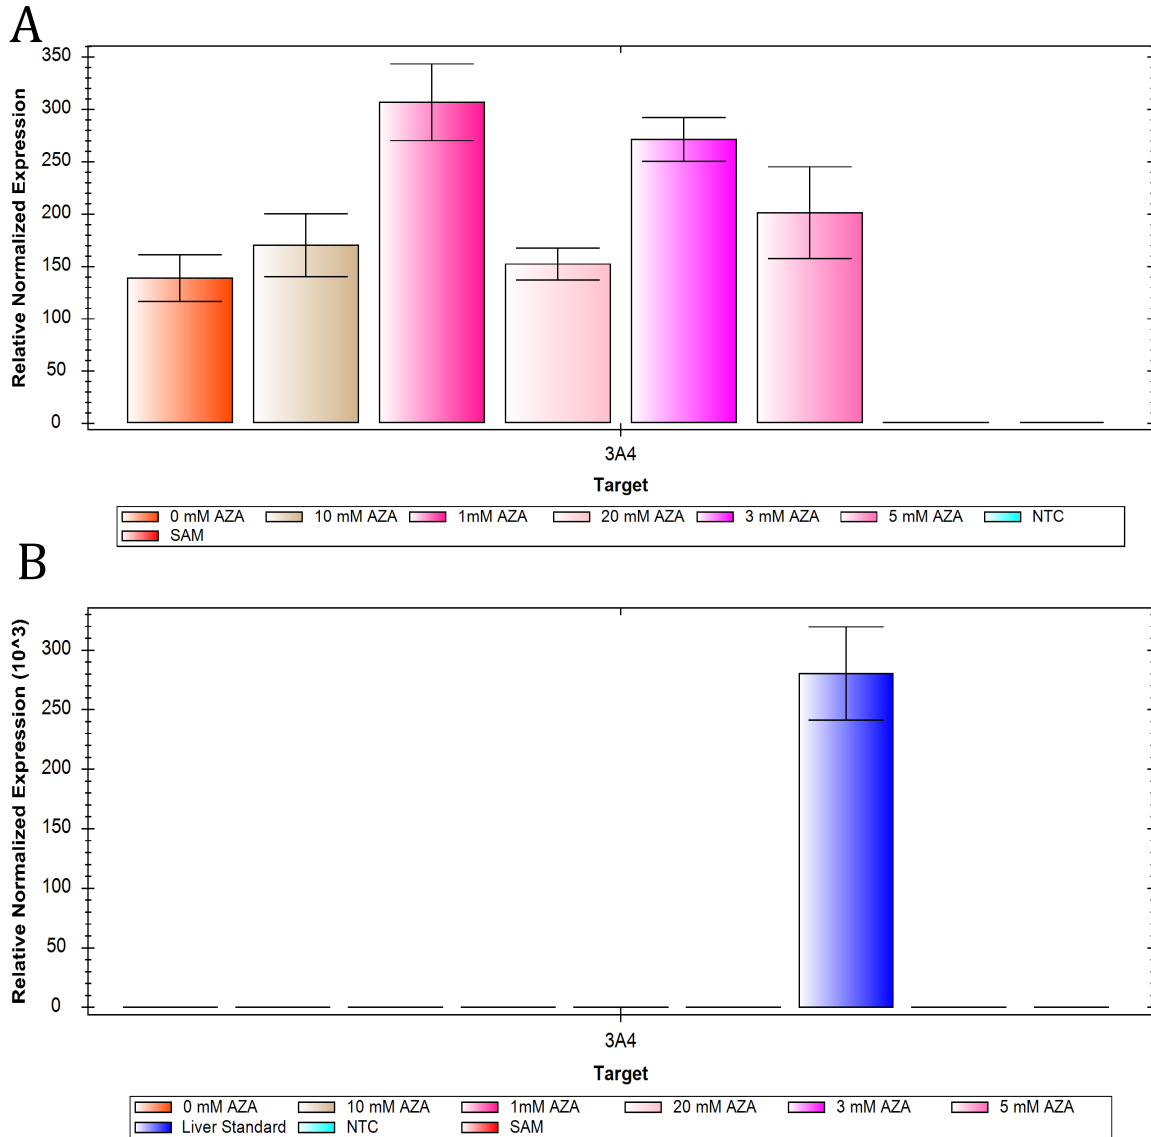 A
Relative Normalized Expression
350
300
250
200
150
100
50
0
3A4
Target
0 mM AZA 10 mM AZA 1mM AZA 20 mM AZA 3 mM AZA 5 mM AZA NTC
SAM
B
Relative Normalized Expression (10^3)
300
250
200
150
100
50
0
3A4
Target
0 mM AZA 10 mM AZA 1mM AZA 20 mM AZA 3 mM AZA 5 mM AZA
Liver Standard NTC SAM